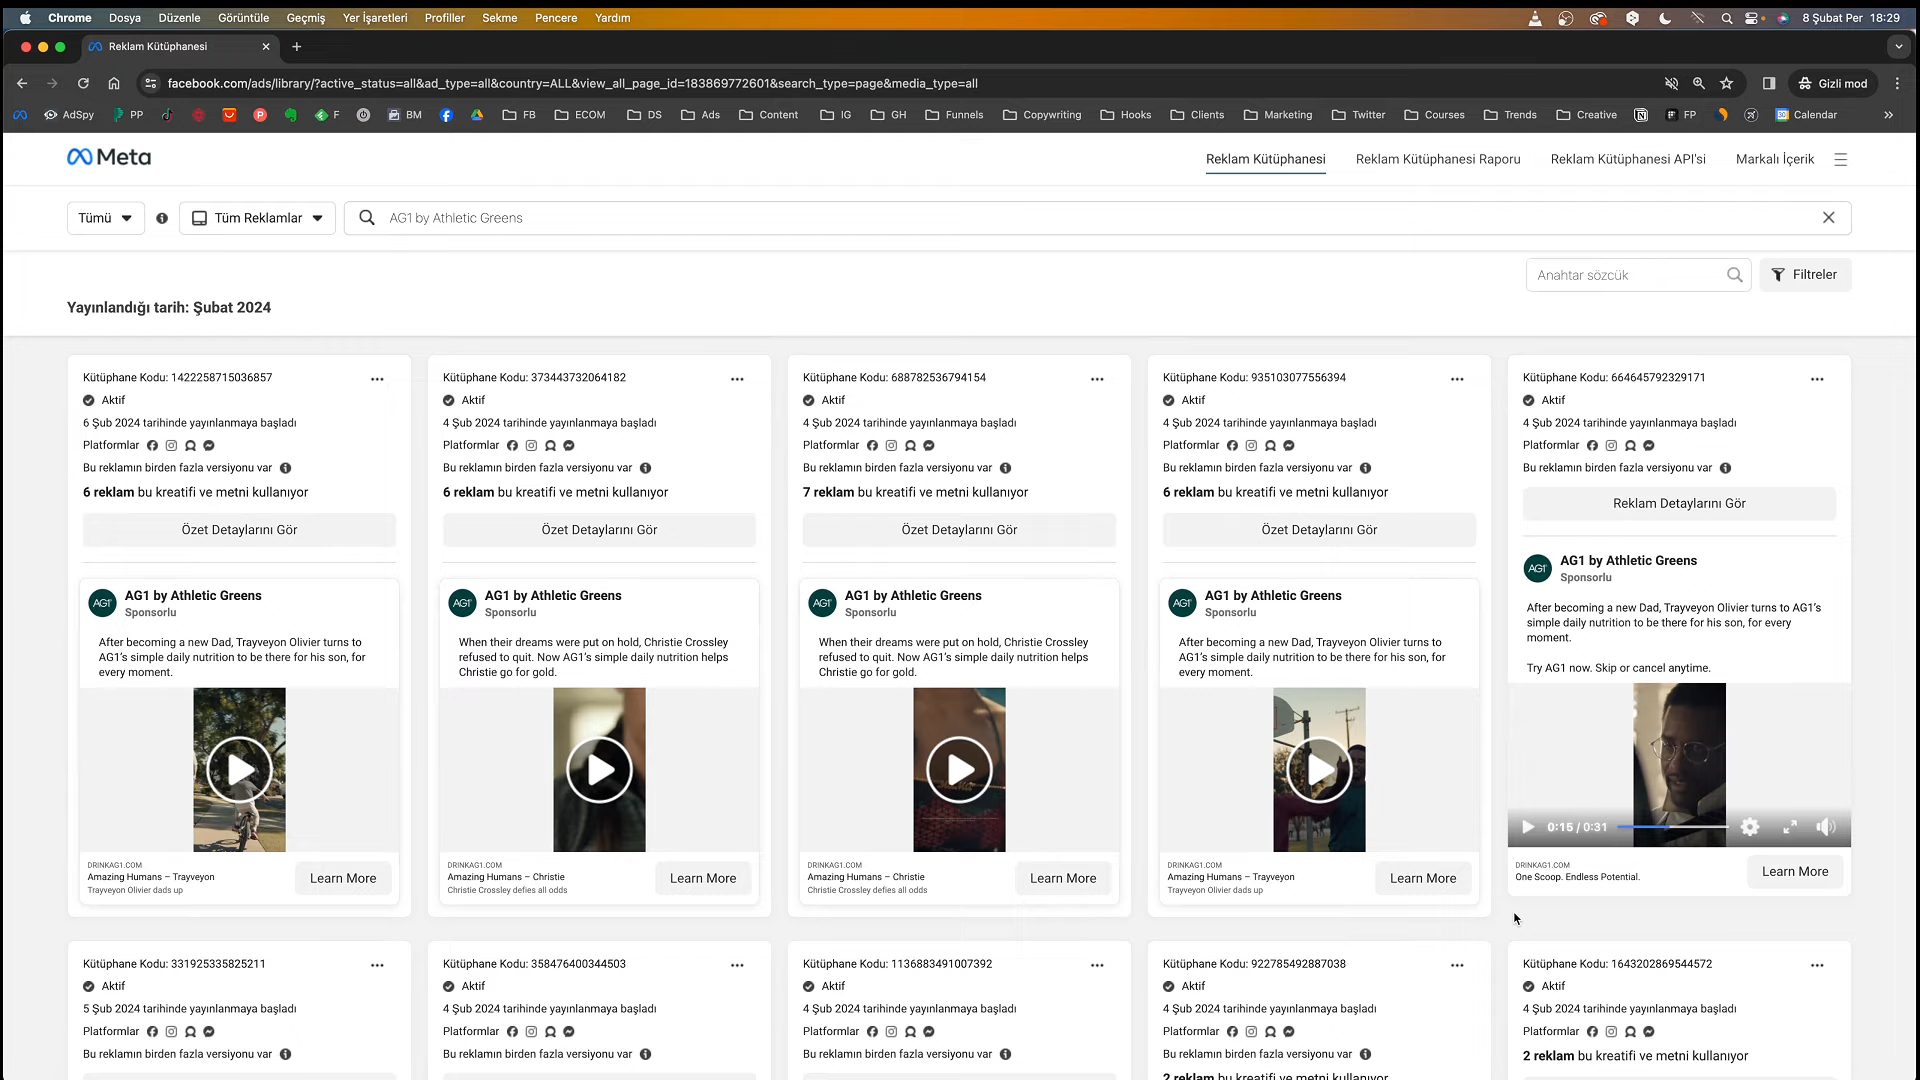 Chrome Dosya Düzenle Görüntüle Geçmiş Yer İşaretleri Profiller Sekme Pencere Yardım 8 Şubat Per 18:29
Reklam Kütüphanesi
facebook.com/ads/library/?active_status=all&ad_type=all&country=ALL&view_all_page_id=183869772601&search_type=page&media_type=all Gizli mod
AdSpy PP F BM FB ECOM DS Ads Content IG GH Funnels Copywriting Hooks Clients Marketing Twitter Courses Trends Creative FP Calendar
Meta Reklam Kütüphanesi Reklam Kütüphanesi Raporu Reklam Kütüphanesi API'si Markalı İçerik
Tümü Tüm Reklamlar AG1 by Athletic Greens
Anahtar sözcük Filtreler
Yayınlandığı tarih: Şubat 2024
Kütüphane Kodu: 1422258715036857
Aktif
6 Şub 2024 tarihinde yayınlanmaya başladı
Platformlar
Bu reklamın birden fazla versiyonu var
6 reklam bu kreatifi ve metni kullanıyor
Özet Detaylarını Gör
AG1
AG1 by Athletic Greens
Sponsorlu
After becoming a new Dad, Trayveyon Olivier turns to
AG1's simple daily nutrition to be there for his son, for
every moment.
DRINKAG1.COM
Amazing Humans – Trayveyon
Trayveyon Olivier dads up
Learn More
Kütüphane Kodu: 373443732064182
Aktif
4 Şub 2024 tarihinde yayınlanmaya başladı
Platformlar
Bu reklamın birden fazla versiyonu var
6 reklam bu kreatifi ve metni kullanıyor
Özet Detaylarını Gör
AG1
AG1 by Athletic Greens
Sponsorlu
When their dreams were put on hold, Christie Crossley
refused to quit. Now AG1's simple daily nutrition helps
Christie go for gold.
DRINKAG1.COM
Amazing Humans – Christie
Christie Crossley defies all odds
Learn More
Kütüphane Kodu: 688782536794154
Aktif
4 Şub 2024 tarihinde yayınlanmaya başladı
Platformlar
Bu reklamın birden fazla versiyonu var
7 reklam bu kreatifi ve metni kullanıyor
Özet Detaylarını Gör
AG1
AG1 by Athletic Greens
Sponsorlu
When their dreams were put on hold, Christie Crossley
refused to quit. Now AG1's simple daily nutrition helps
Christie go for gold.
DRINKAG1.COM
Amazing Humans – Christie
Christie Crossley defies all odds
Learn More
Kütüphane Kodu: 935103077556394
Aktif
4 Şub 2024 tarihinde yayınlanmaya başladı
Platformlar
Bu reklamın birden fazla versiyonu var
6 reklam bu kreatifi ve metni kullanıyor
Özet Detaylarını Gör
AG1
AG1 by Athletic Greens
Sponsorlu
After becoming a new Dad, Trayveyon Olivier turns to
AG1's simple daily nutrition to be there for his son, for
every moment.
DRINKAG1.COM
Amazing Humans – Trayveyon
Trayveyon Olivier dads up
Learn More
Kütüphane Kodu: 664645792329171
Aktif
4 Şub 2024 tarihinde yayınlanmaya başladı
Platformlar
Bu reklamın birden fazla versiyonu var
Reklam Detaylarını Gör
AG1
AG1 by Athletic Greens
Sponsorlu
After becoming a new Dad, Trayveyon Olivier turns to AG1's
simple daily nutrition to be there for his son, for every
moment.
Try AG1 now. Skip or cancel anytime.
0:15 / 0:31
DRINKAG1.COM
One Scoop. Endless Potential.
Learn More
Kütüphane Kodu: 331925335825211
Aktif
5 Şub 2024 tarihinde yayınlanmaya başladı
Platformlar
Bu reklamın birden fazla versiyonu var
Kütüphane Kodu: 358476400344503
Aktif
4 Şub 2024 tarihinde yayınlanmaya başladı
Platformlar
Bu reklamın birden fazla versiyonu var
Kütüphane Kodu: 1136883491007392
Aktif
4 Şub 2024 tarihinde yayınlanmaya başladı
Platformlar
Bu reklamın birden fazla versiyonu var
Kütüphane Kodu: 922785492887038
Aktif
4 Şub 2024 tarihinde yayınlanmaya başladı
Platformlar
Bu reklamın birden fazla versiyonu var
2 reklam bu kreatifi ve metni kullanıyor
Kütüphane Kodu: 1643202869544572
Aktif
4 Şub 2024 tarihinde yayınlanmaya başladı
Platformlar
2 reklam bu kreatifi ve metni kullanıyor